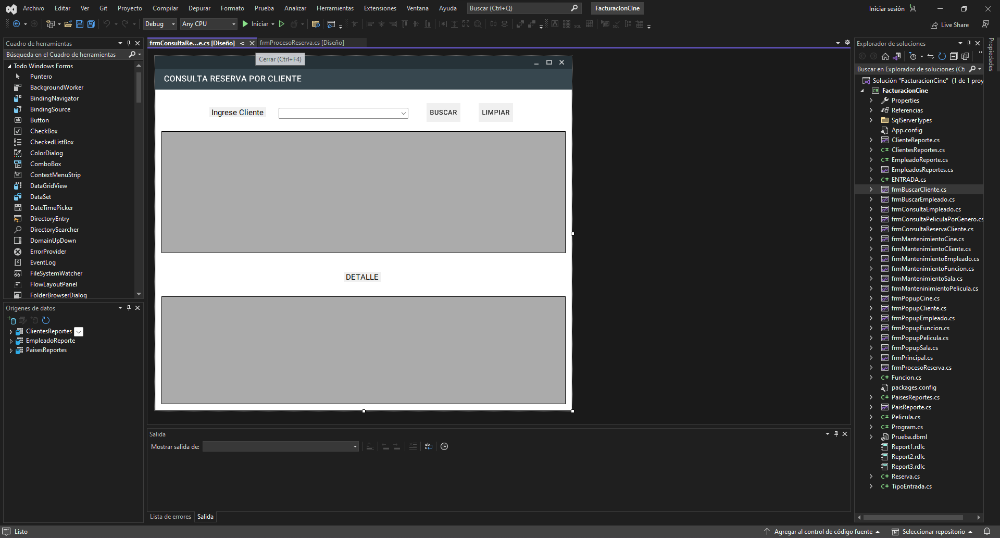 Archivo Editar Ver Git Proyecto Compilar Depurar Formato Prueba Analizar Herramientas Extensiones Ventana Ayuda Buscar (Ctrl+Q) FacturacionCine Iniciar sesión
Debug Any CPU Iniciar Live Share
Cuadro de herramientas
Búsqueda en el Cuadro de herramientas
Todo Windows Forms
Puntero
BackgroundWorker
BindingNavigator
BindingSource
Button
CheckBox
CheckedListBox
ColorDialog
ComboBox
ContextMenuStrip
DataGridView
DataSet
DateTimePicker
DirectoryEntry
DirectorySearcher
DomainUpDown
ErrorProvider
EventLog
FileSystemWatcher
FlowLayoutPanel
FolderBrowserDialog
Orígenes de datos
ClientesReportes
EmpleadoReporte
PaisesReportes
frmConsultaRe...e.cs [Diseño] frmProcesoReserva.cs [Diseño]
Cerrar (Ctrl+F4)
CONSULTA RESERVA POR CLIENTE
Ingrese Cliente BUSCAR LIMPIAR
DETALLE
Salida
Mostrar salida de:
Lista de errores Salida
Explorador de soluciones
Buscar en Explorador de soluciones (Ctr
Solución "FacturacionCine" (1 de 1 proy
FacturacionCine
Properties
Referencias
SqlServerTypes
App.config
ClienteReporte.cs
ClientesReportes.cs
EmpleadoReporte.cs
EmpleadosReportes.cs
ENTRADA.cs
frmBuscarCliente.cs
frmBuscarEmpleado.cs
frmConsultaEmpleado.cs
frmConsultaPeliculaPorGenero.cs
frmConsultaReservaCliente.cs
frmMantenimientoCine.cs
frmMantenimientoCliente.cs
frmMantenimientoEmpleado.cs
frmMantenimientoFuncion.cs
frmMantenimientoSala.cs
frmManteninimientoPelicula.cs
frmPopupCine.cs
frmPopupCliente.cs
frmPopupEmpleado.cs
frmPopupFuncion.cs
frmPopupPelicula.cs
frmPopupSala.cs
frmPrincipal.cs
frmProcesoReserva.cs
Funcion.cs
packages.config
PaisesReportes.cs
PaisReporte.cs
Pelicula.cs
Program.cs
Prueba.dbml
Report1.rdlc
Report2.rdlc
Report3.rdlc
Reserva.cs
TipoEntrada.cs
Propiedades
Listo Agregar al control de código fuente Seleccionar repositorio